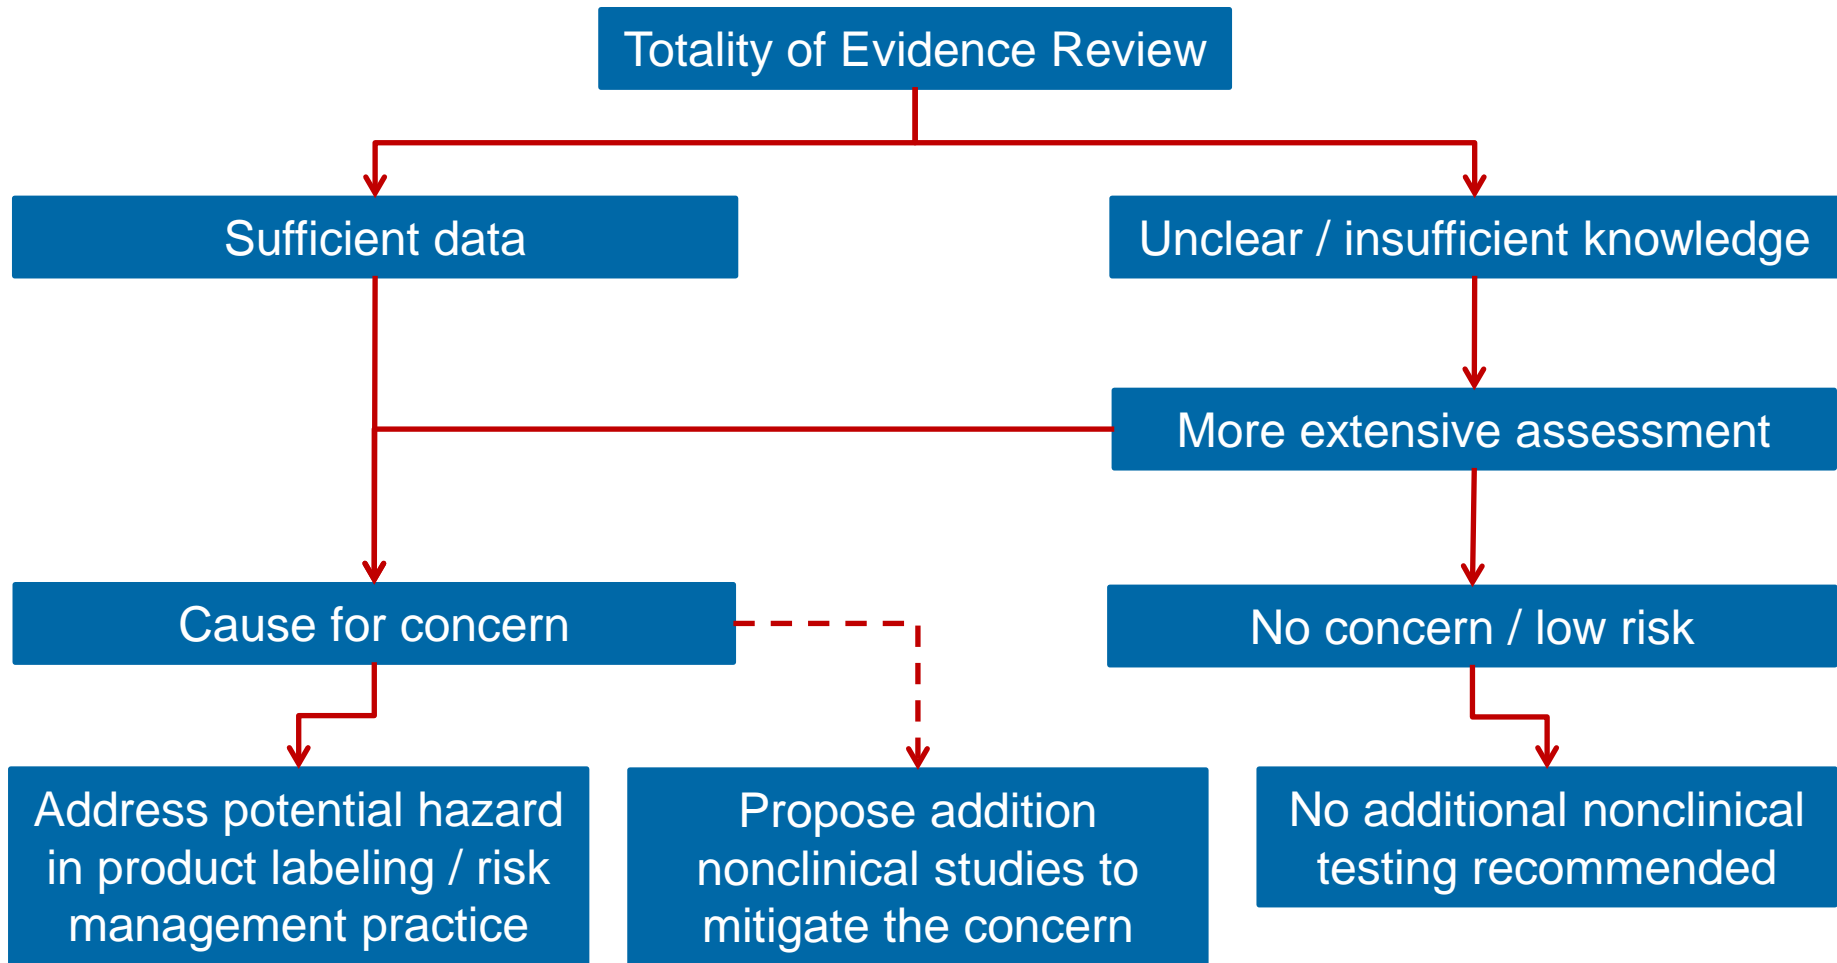 Totality of Evidence Review
Sufficient data
Unclear / insufficient knowledge
More extensive assessment
Cause for concern
No concern / low risk
Address potential hazard
in product labeling / risk
management practice
Propose addition
nonclinical studies to
mitigate the concern
No additional nonclinical
testing recommended